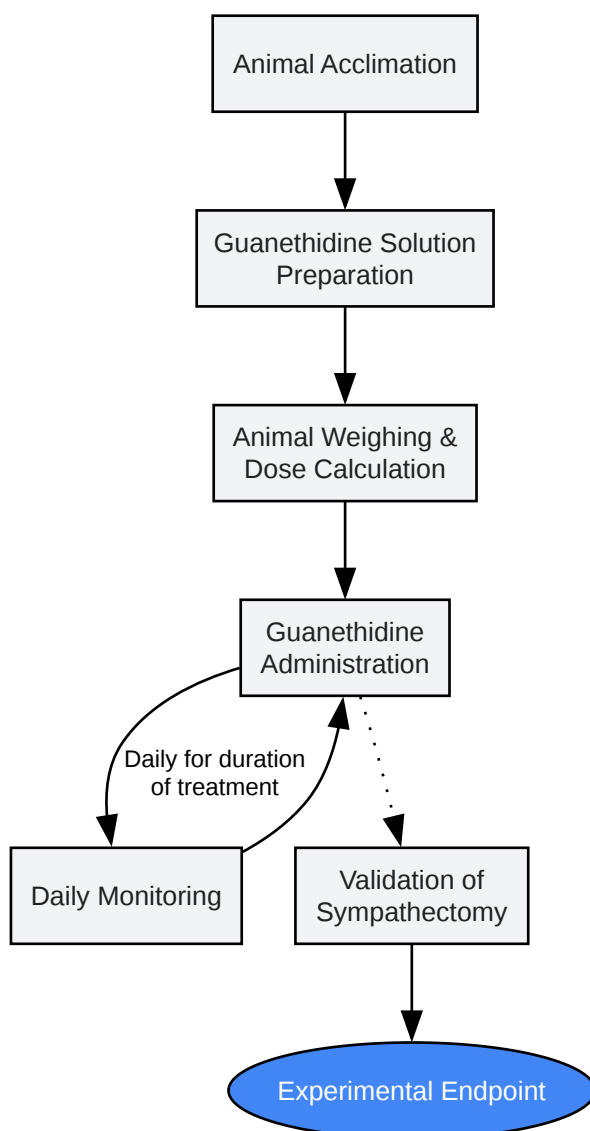 Animal Acclimation
Guanethidine Solution
Preparation
Animal Weighing &
Dose Calculation
Guanethidine
Administration
Daily for duration
of treatment
Daily Monitoring
Validation of
Sympathectomy
Experimental Endpoint